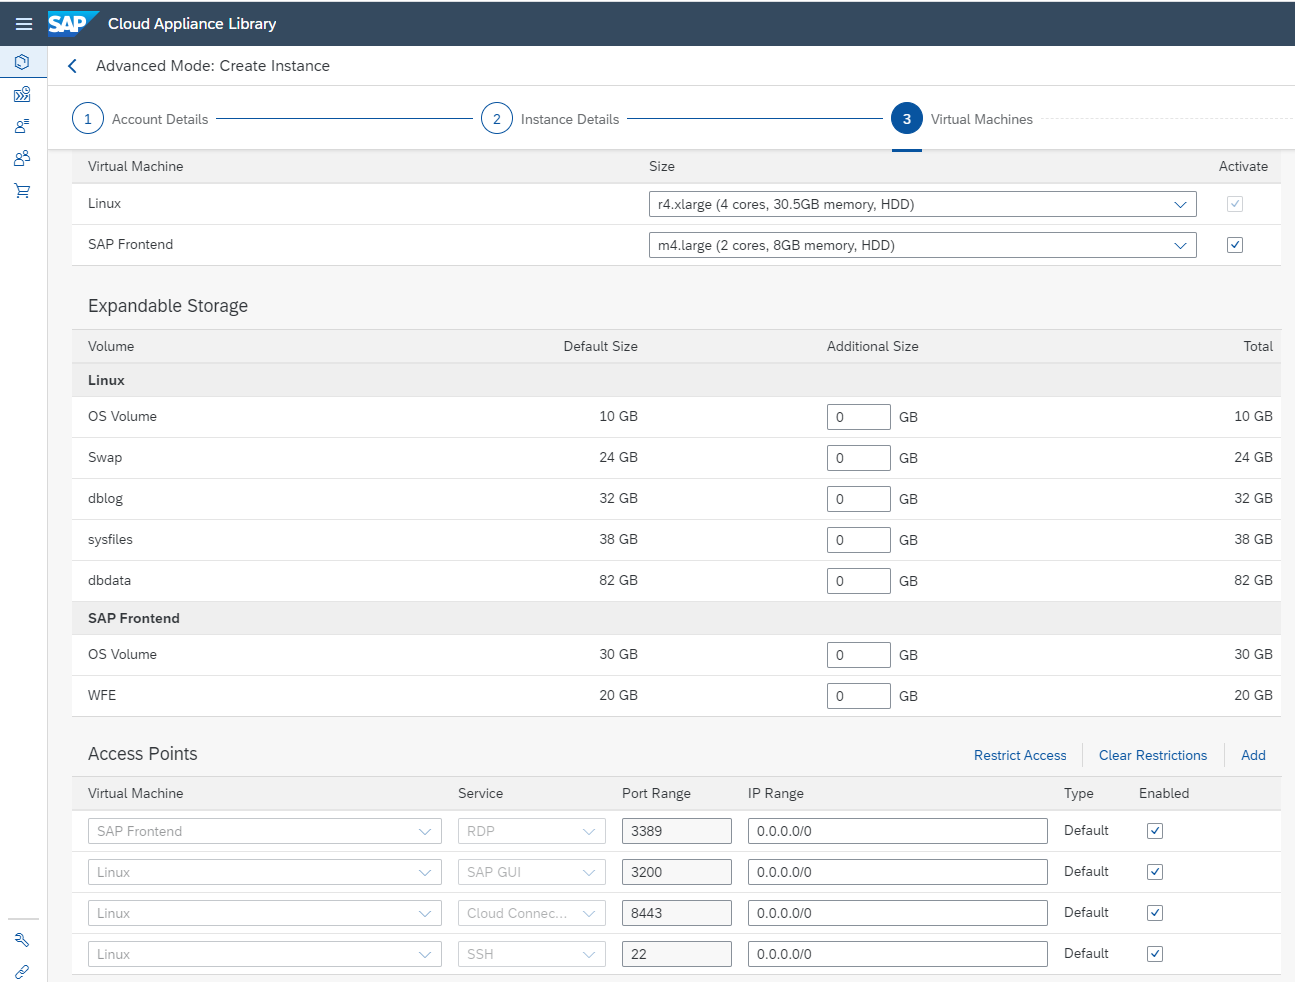 SAP Cloud Appliance Library
Advanced Mode: Create Instance
1 Account Details 2 Instance Details 3 Virtual Machines
Virtual Machine Size Activate
Linux r4.xlarge (4 cores, 30.5GB memory, HDD)
SAP Frontend m4.large (2 cores, 8GB memory, HDD)
Expandable Storage
Volume Default Size Additional Size Total
Linux
OS Volume 10 GB 0 GB 10 GB
Swap 24 GB 0 GB 24 GB
dblog 32 GB 0 GB 32 GB
sysfiles 38 GB 0 GB 38 GB
dbdata 82 GB 0 GB 82 GB
SAP Frontend
OS Volume 30 GB 0 GB 30 GB
WFE 20 GB 0 GB 20 GB
Access Points Restrict Access Clear Restrictions Add
Virtual Machine Service Port Range IP Range Type Enabled
SAP Frontend RDP 3389 0.0.0.0/0 Default
Linux SAP GUI 3200 0.0.0.0/0 Default
Linux Cloud Connec... 8443 0.0.0.0/0 Default
Linux SSH 22 0.0.0.0/0 Default